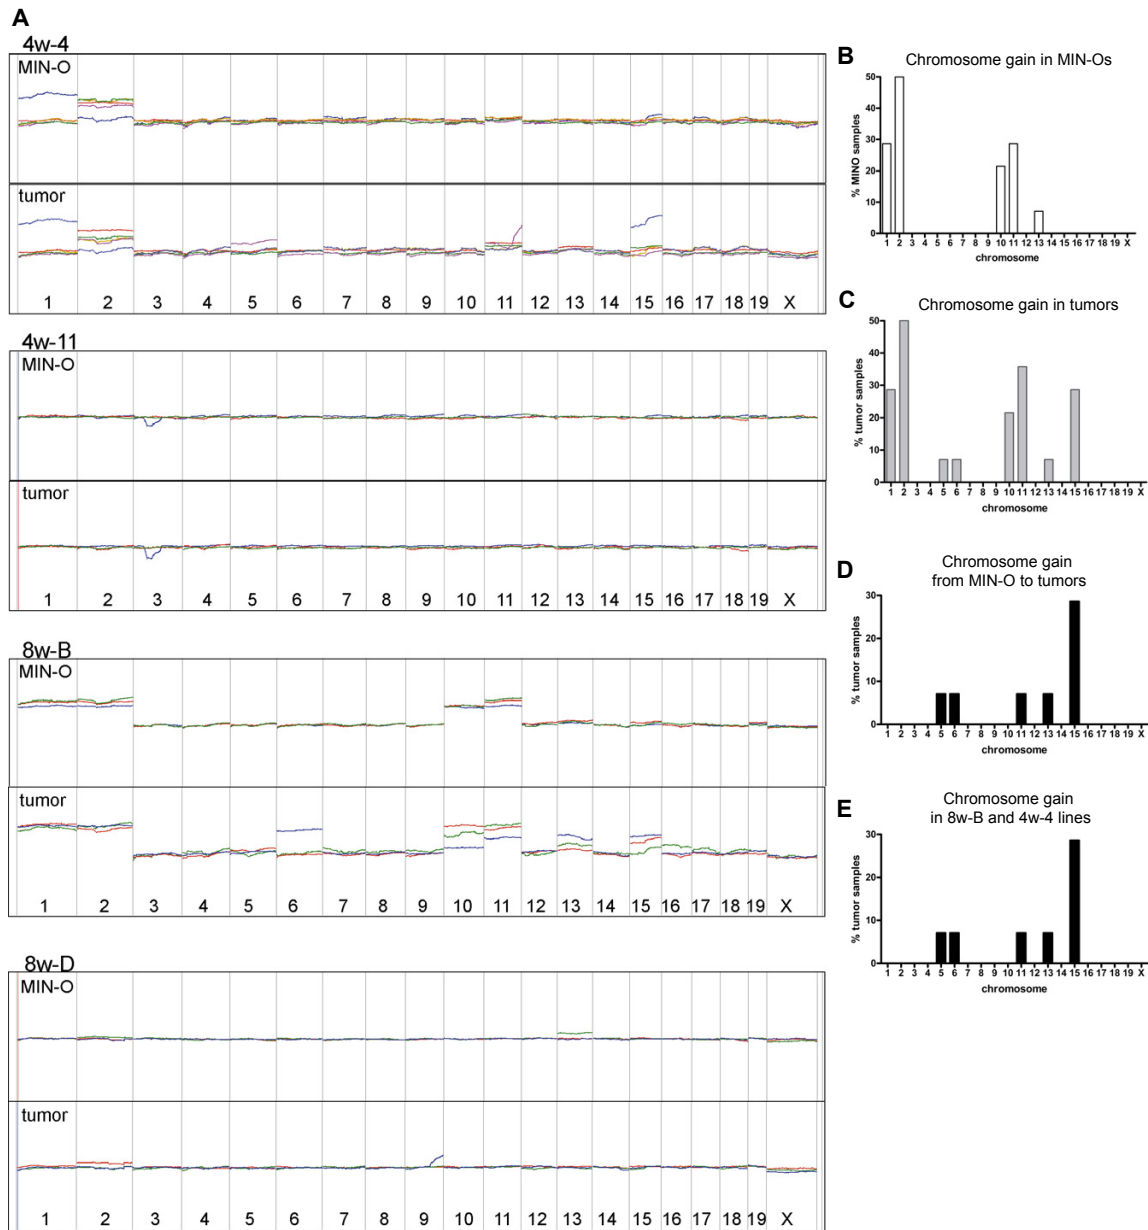 A
4w-4
MIN-O
tumor
1 2 3 4 5 6 7 8 9 10 11 12 13 14 15 16 17 18 19 X
4w-11
MIN-O
tumor
1 2 3 4 5 6 7 8 9 10 11 12 13 14 15 16 17 18 19 X
8w-B
MIN-O
tumor
1 2 3 4 5 6 7 8 9 10 11 12 13 14 15 16 17 18 19 X
8w-D
MIN-O
tumor
1 2 3 4 5 6 7 8 9 10 11 12 13 14 15 16 17 18 19 X
B
Chromosome gain in MIN-Os
% MINO samples
50
40
30
20
10
0
1 2 3 4 5 6 7 8 9 10 11 12 13 14 15 16 17 18 19 X
chromosome
C
Chromosome gain in tumors
% tumor samples
50
40
30
20
10
0
1 2 3 4 5 6 7 8 9 10 11 12 13 14 15 16 17 18 19 X
chromosome
D
Chromosome gain
from MIN-O to tumors
% tumor samples
30
20
10
0
1 2 3 4 5 6 7 8 9 10 11 12 13 14 15 16 17 18 19 X
chromosome
E
Chromosome gain
in 8w-B and 4w-4 lines
% tumor samples
30
20
10
0
1 2 3 4 5 6 7 8 9 10 11 12 13 14 15 16 17 18 19 X
chromosome